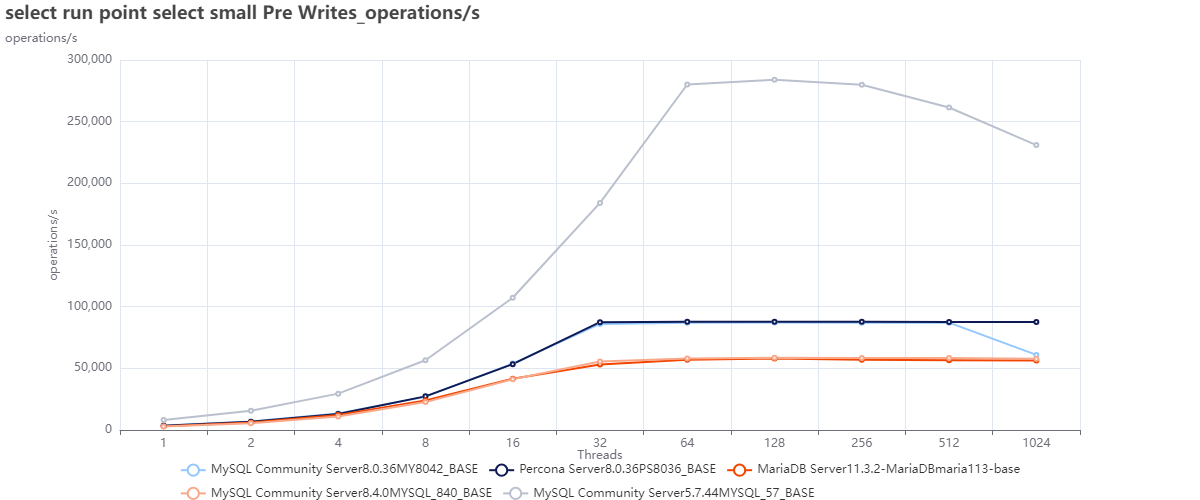 select run point select small Pre Writes_operations/s
operations/s
operations/s
300,000
250,000
200,000
150,000
100,000
50,000
0
1 2 4 8 16 32 64 128 256 512 1024
Threads
MySQL Community Server8.0.36MY8042_BASE Percona Server8.0.36PS8036_BASE MariaDB Server11.3.2-MariaDBmaria113-base
MySQL Community Server8.4.0MYSQL_840_BASE MySQL Community Server5.7.44MYSQL_57_BASE